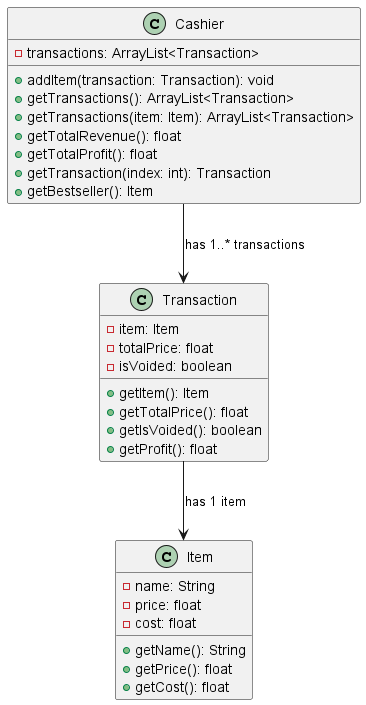 C Cashier
transactions: ArrayList<Transaction>
addItem(transaction: Transaction): void
getTransactions(): ArrayList<Transaction>
getTransactions(item: Item): ArrayList<Transaction>
getTotalRevenue(): float
getTotalProfit(): float
getTransaction(index: int): Transaction
getBestseller(): Item
has 1..* transactions
C Transaction
item: Item
totalPrice: float
isVoided: boolean
getItem(): Item
getTotalPrice(): float
getIsVoided(): boolean
getProfit(): float
has 1 item
C Item
name: String
price: float
cost: float
getName(): String
getPrice(): float
getCost(): float